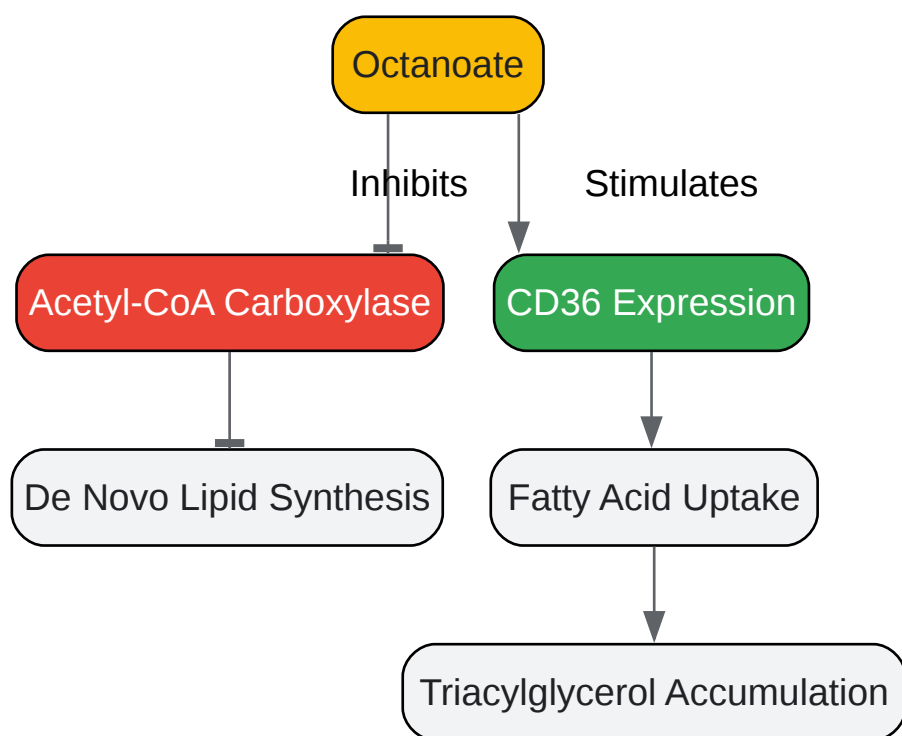 Octanoate
Inhibits
Stimulates
Acetyl-CoA Carboxylase
CD36 Expression
De Novo Lipid Synthesis
Fatty Acid Uptake
Triacylglycerol Accumulation